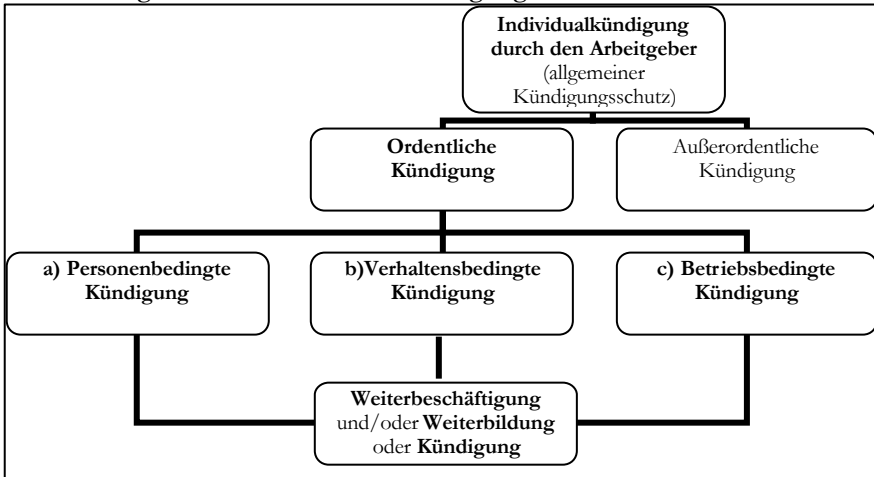 Individualkündigung
durch den Arbeitgeber
(allgemeiner
Kündigungsschutz)
Ordentliche
Kündigung
Außerordentliche
Kündigung
a) Personenbedingte
Kündigung
b)Verhaltensbedingte
Kündigung
c) Betriebsbedingte
Kündigung
Weiterbeschäftigung
und/oder Weiterbildung
oder Kündigung